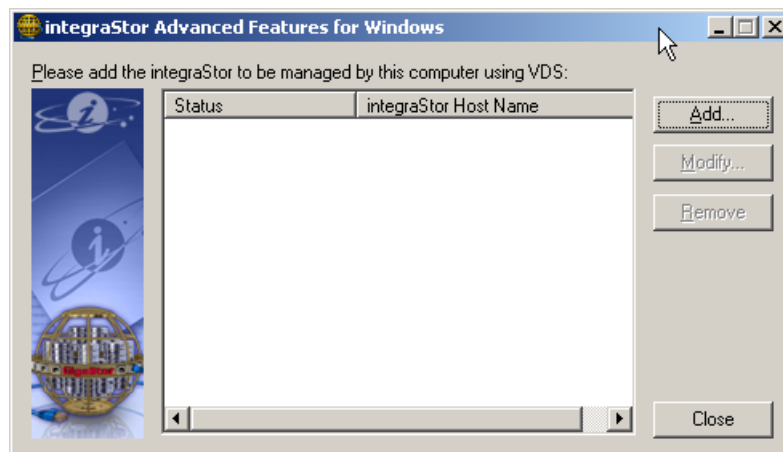 integraStor Advanced Features for Windows
Please add the integraStor to be managed by this computer using VDS:
Status integraStor Host Name
Add...
Modify...
Remove
Close